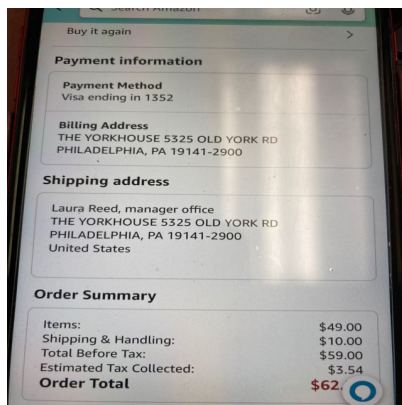 Search Amazon
Buy it again
Payment information
Payment Method
Visa ending in 1352
Billing Address
THE YORKHOUSE 5325 OLD YORK RD
PHILADELPHIA, PA 19141-2900
Shipping address
Laura Reed, manager office
THE YORKHOUSE 5325 OLD YORK RD
PHILADELPHIA, PA 19141-2900
United States
Order Summary
Items: $49.00
Shipping & Handling: $10.00
Total Before Tax: $59.00
Estimated Tax Collected: $3.54
Order Total $62.